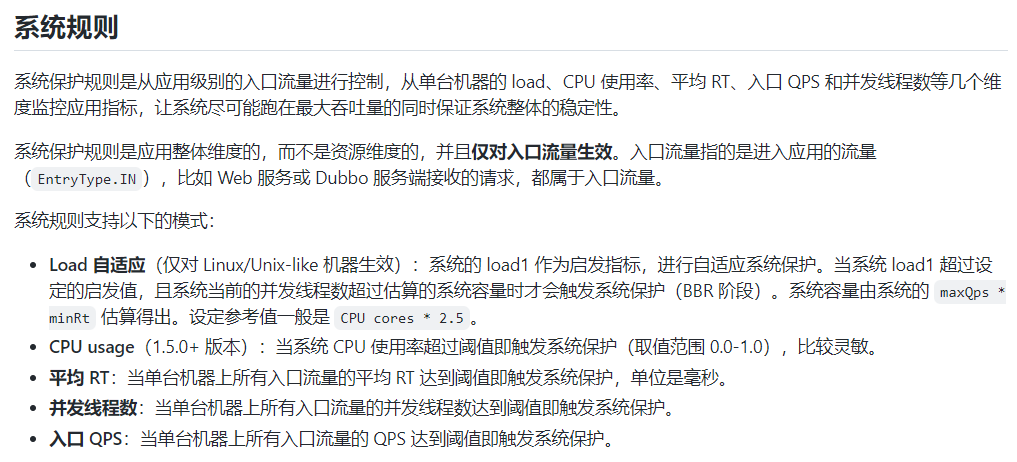 系统规则
系统保护规则是从应用级别的入口流量进行控制，从单台机器的 load、CPU 使用率、平均 RT、入口 QPS 和并发线程数等几个维
度监控应用指标，让系统尽可能跑在最大吞吐量的同时保证系统整体的稳定性。
系统保护规则是应用整体维度的，而不是资源维度的，并且仅对入口流量生效。入口流量指的是进入应用的流量
（EntryType.IN），比如 Web 服务或 Dubbo 服务端接收的请求，都属于入口流量。
系统规则支持以下的模式：
• Load 自适应（仅对 Linux/Unix-like 机器生效）：系统的 load1 作为启发指标，进行自适应系统保护。当系统 load1 超过设
定的启发值，且系统当前的并发线程数超过估算的系统容量时才会触发系统保护（BBR 阶段）。系统容量由系统的 maxQps *
minRt 估算得出。设定参考值一般是 CPU cores * 2.5。
• CPU usage（1.5.0+ 版本）：当系统 CPU 使用率超过阈值即触发系统保护（取值范围 0.0-1.0），比较灵敏。
• 平均 RT：当单台机器上所有入口流量的平均 RT 达到阈值即触发系统保护，单位是毫秒。
• 并发线程数：当单台机器上所有入口流量的并发线程数达到阈值即触发系统保护。
• 入口 QPS：当单台机器上所有入口流量的 QPS 达到阈值即触发系统保护。